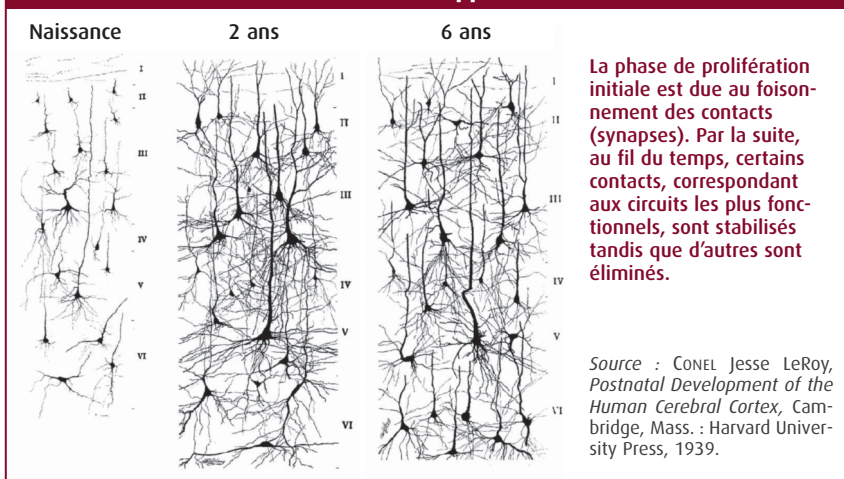 Naissance
2 ans
6 ans
I
II
III
IV
V
VI
I
II
III
IV
V
VI
I
II
III
IV
V
VI
La phase de prolifération
initiale est due au foison-
nement des contacts
(synapses). Par la suite,
au fil du temps, certains
contacts, correspondant
aux circuits les plus fonc-
tionnels, sont stabilisés
tandis que d'autres sont
éliminés.
Source : CONEL Jesse LeRoy,
Postnatal Development of the
Human Cerebral Cortex, Cam-
bridge, Mass. : Harvard Univer-
sity Press, 1939.